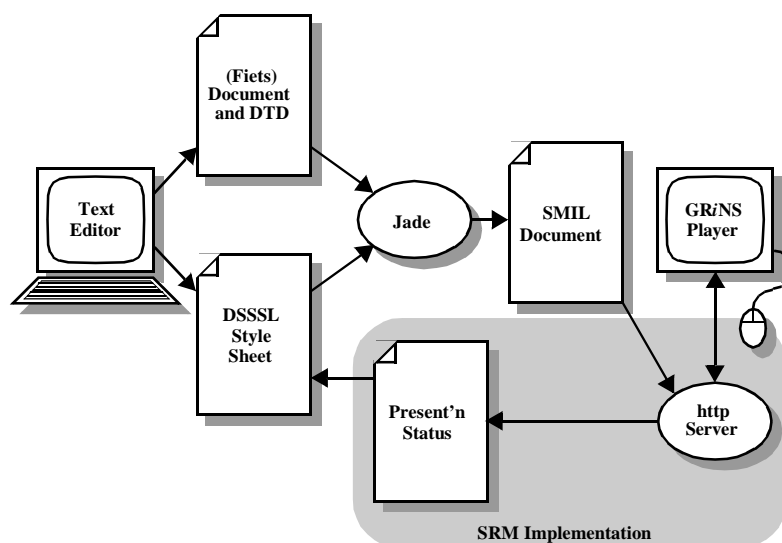 (Fiets)
Document
and DTD
Text
Editor
Jade
SMIL
Document
GRiNS
Player
DSSSL
Style
Sheet
Present'n
Status
http
Server
SRM Implementation